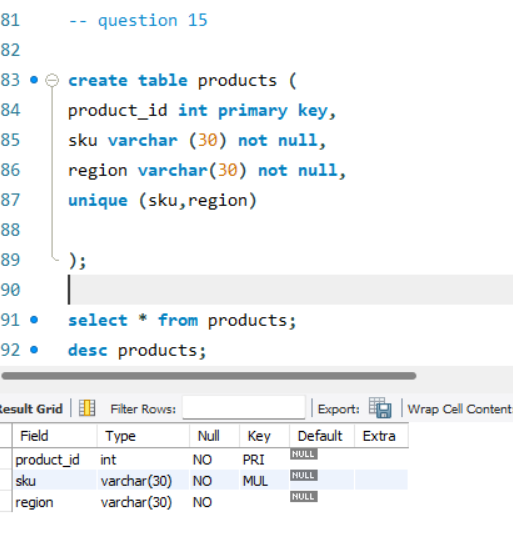 81 -- question 15
82
83 create table products (
84 product_id int primary key,
85 sku varchar (30) not null,
86 region varchar(30) not null,
87 unique (sku,region)
88
89 );
90
91 select * from products;
92 desc products;
Result Grid Filter Rows: Export: Wrap Cell Content
Field Type Null Key Default Extra
product_id int NO PRI NULL
sku varchar(30) NO MUL NULL
region varchar(30) NO NULL